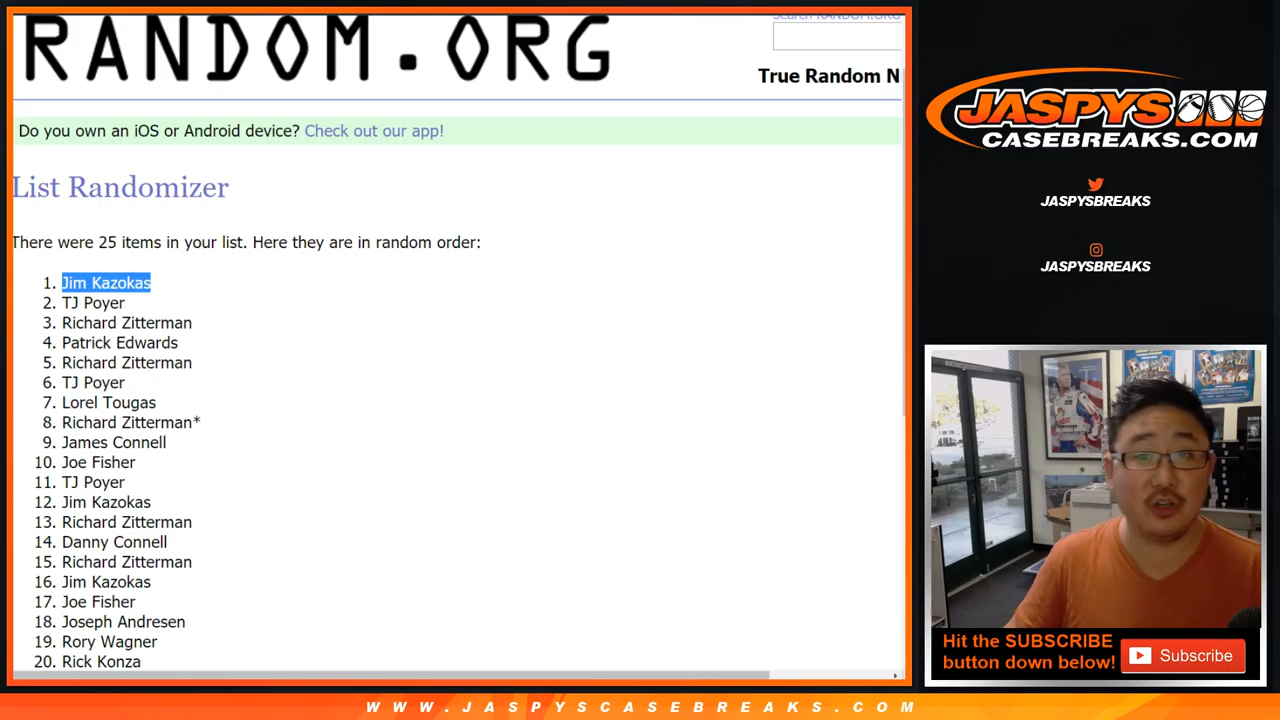 Search RANDOM.ORG
RANDOM.ORG
True Random N
Do you own an iOS or Android device? Check out our app!
List Randomizer
There were 25 items in your list. Here they are in random order:
1. Jim Kazokas
2. TJ Poyer
3. Richard Zitterman
4. Patrick Edwards
5. Richard Zitterman
6. TJ Poyer
7. Lorel Tougas
8. Richard Zitterman*
9. James Connell
10. Joe Fisher
11. TJ Poyer
12. Jim Kazokas
13. Richard Zitterman
14. Danny Connell
15. Richard Zitterman
16. Jim Kazokas
17. Joe Fisher
18. Joseph Andresen
19. Rory Wagner
20. Rick Konza
JASPYS
CASEBREAKS.COM
JASPYSBREAKS
JASPYSBREAKS
Hit the SUBSCRIBE
button down below!
Subscribe
WWW.JASPYSCASEBREAKS.COM